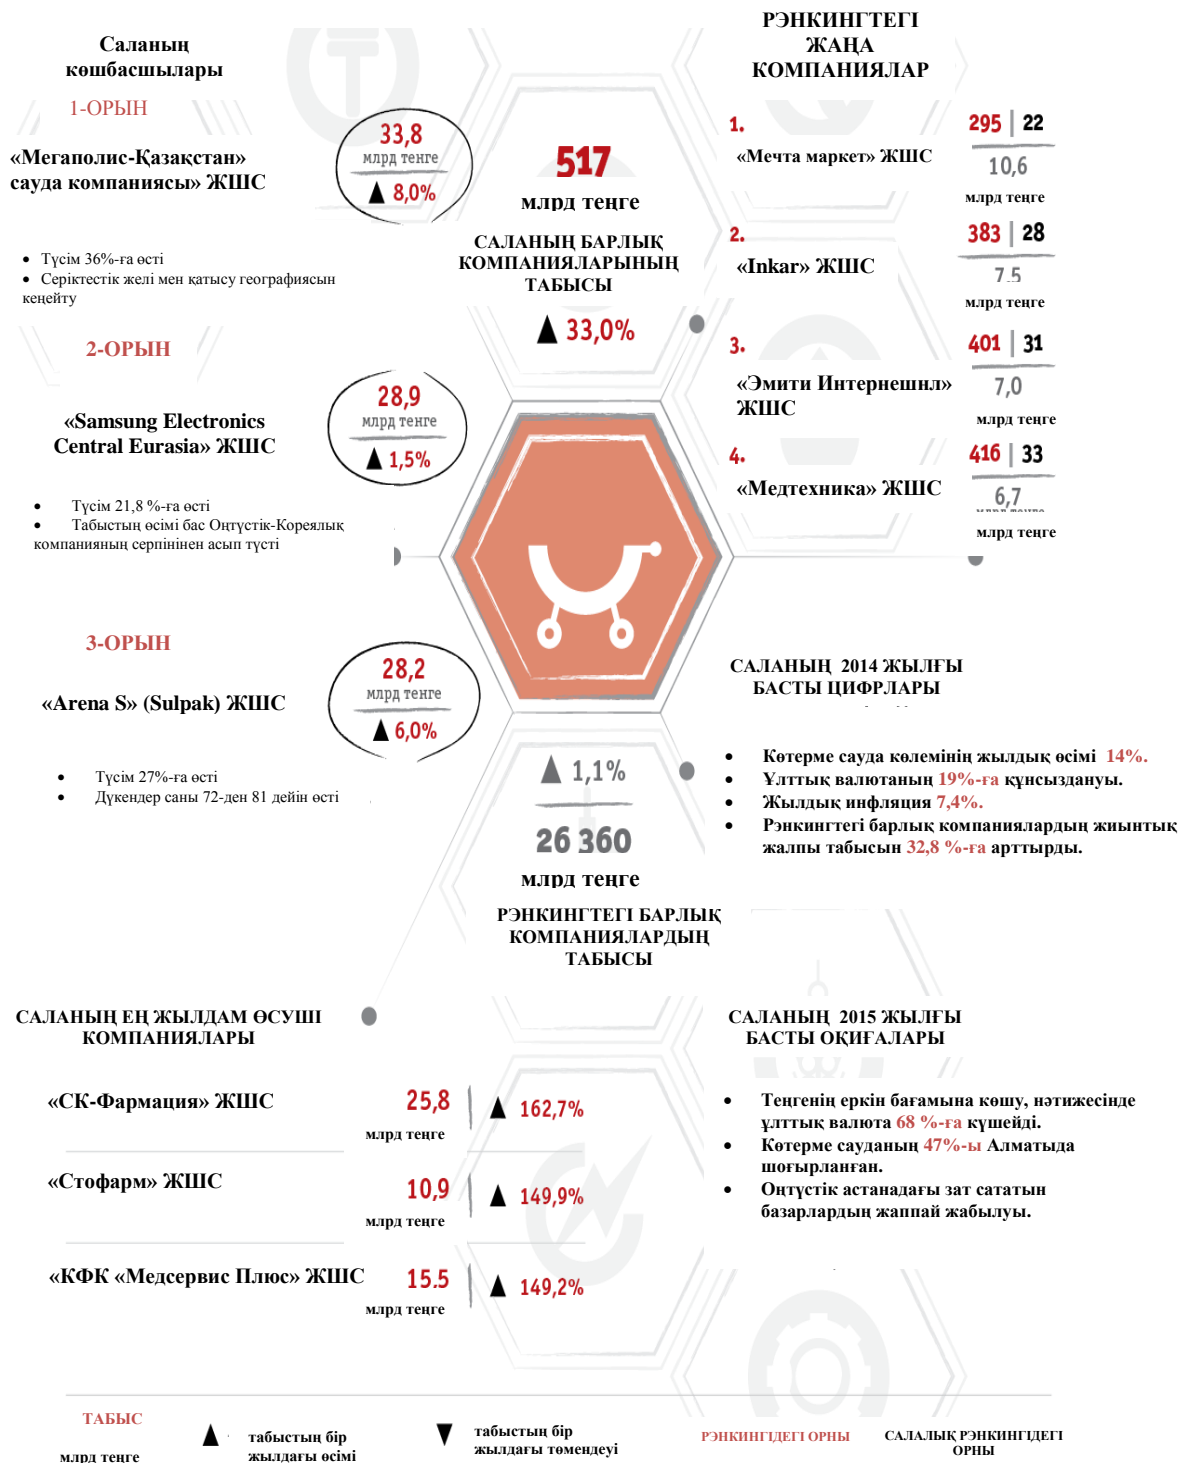 Саланың
көшбасшылары
1-ОРЫН
«Мегаполис-Қазақстан»
сауда компаниясы» ЖШС
33,8
млрд тенге
▲ 8,0%
• Түсім 36%-ға өсті
• Серіктестік желі мен қатысу географиясын
кеңейту
2-ОРЫН
«Samsung Electronics
Central Eurasia» ЖШС
28,9
млрд тенге
▲ 1,5%
• Түсім 21,8 %-ға өсті
• Табыстың өсімі бас Оңтүстік-Кореялық
компанияның серпінінен асып түсті
3-ОРЫН
«Arena S» (Sulpak) ЖШС
28,2
млрд тенге
▲ 6,0%
• Түсім 27%-ға өсті
• Дүкендер саны 72-ден 81 дейін өсті
517
млрд теңге
САЛАНЫҢ БАРЛЫҚ
КОМПАНИЯЛАРЫНЫҢ
ТАБЫСЫ
▲ 33,0%
▲ 1,1%
26 360
млрд теңге
РЭНКИНГТЕГІ БАРЛЫҚ
КОМПАНИЯЛАРДЫҢ
ТАБЫСЫ
РЭНКИНГТЕГІ
ЖАҢА
КОМПАНИЯЛАР
1.
«Мечта маркет» ЖШС
295 | 22
10,6
млрд теңге
2.
«Inkar» ЖШС
383 | 28
7,5
млрд теңге
3.
«Эмити Интернешнл»
ЖШС
401 | 31
7,0
млрд теңге
4.
«Медтехника» ЖШС
416 | 33
6,7
млрд теңге
САЛАНЫҢ 2014 ЖЫЛҒЫ
БАСТЫ ЦИФРЛАРЫ
• Көтерме сауда көлемінің жылдық өсімі 14%.
• Ұлттық валютаның 19%-ға құнсыздануы.
• Жылдық инфляция 7,4%.
• Рэнкингтегі барлық компаниялардың жиынтық
жалпы табысын 32,8 %-ға арттырды.
САЛАНЫҢ ЕҢ ЖЫЛДАМ ӨСУШІ
КОМПАНИЯЛАРЫ
«СК-Фармация» ЖШС
25,8
млрд теңге
▲ 162,7%
«Стофарм» ЖШС
10,9
млрд теңге
▲ 149,9%
«КФК «Медсервис Плюс» ЖШС
15.5
млрд теңге
▲ 149,2%
САЛАНЫҢ 2015 ЖЫЛҒЫ
БАСТЫ ОҚИҒАЛАРЫ
• Теңгенің еркін бағамына көшу, нәтижесінде
ұлттық валюта 68 %-ға күшейді.
• Көтерме сауданың 47%-ы Алматыда
шоғырланған.
• Оңтүстік астанадағы зат сататын
базарлардың жаппай жабылуы.
ТАБЫС
млрд теңге
▲ табыстың бір
жылдағы өсімі
▼ табыстың бір
жылдағы төмендеуі
РЭНКИНГІДЕГІ ОРНЫ
САЛАЛЫҚ РЭНКИНГІДЕГІ
ОРНЫ